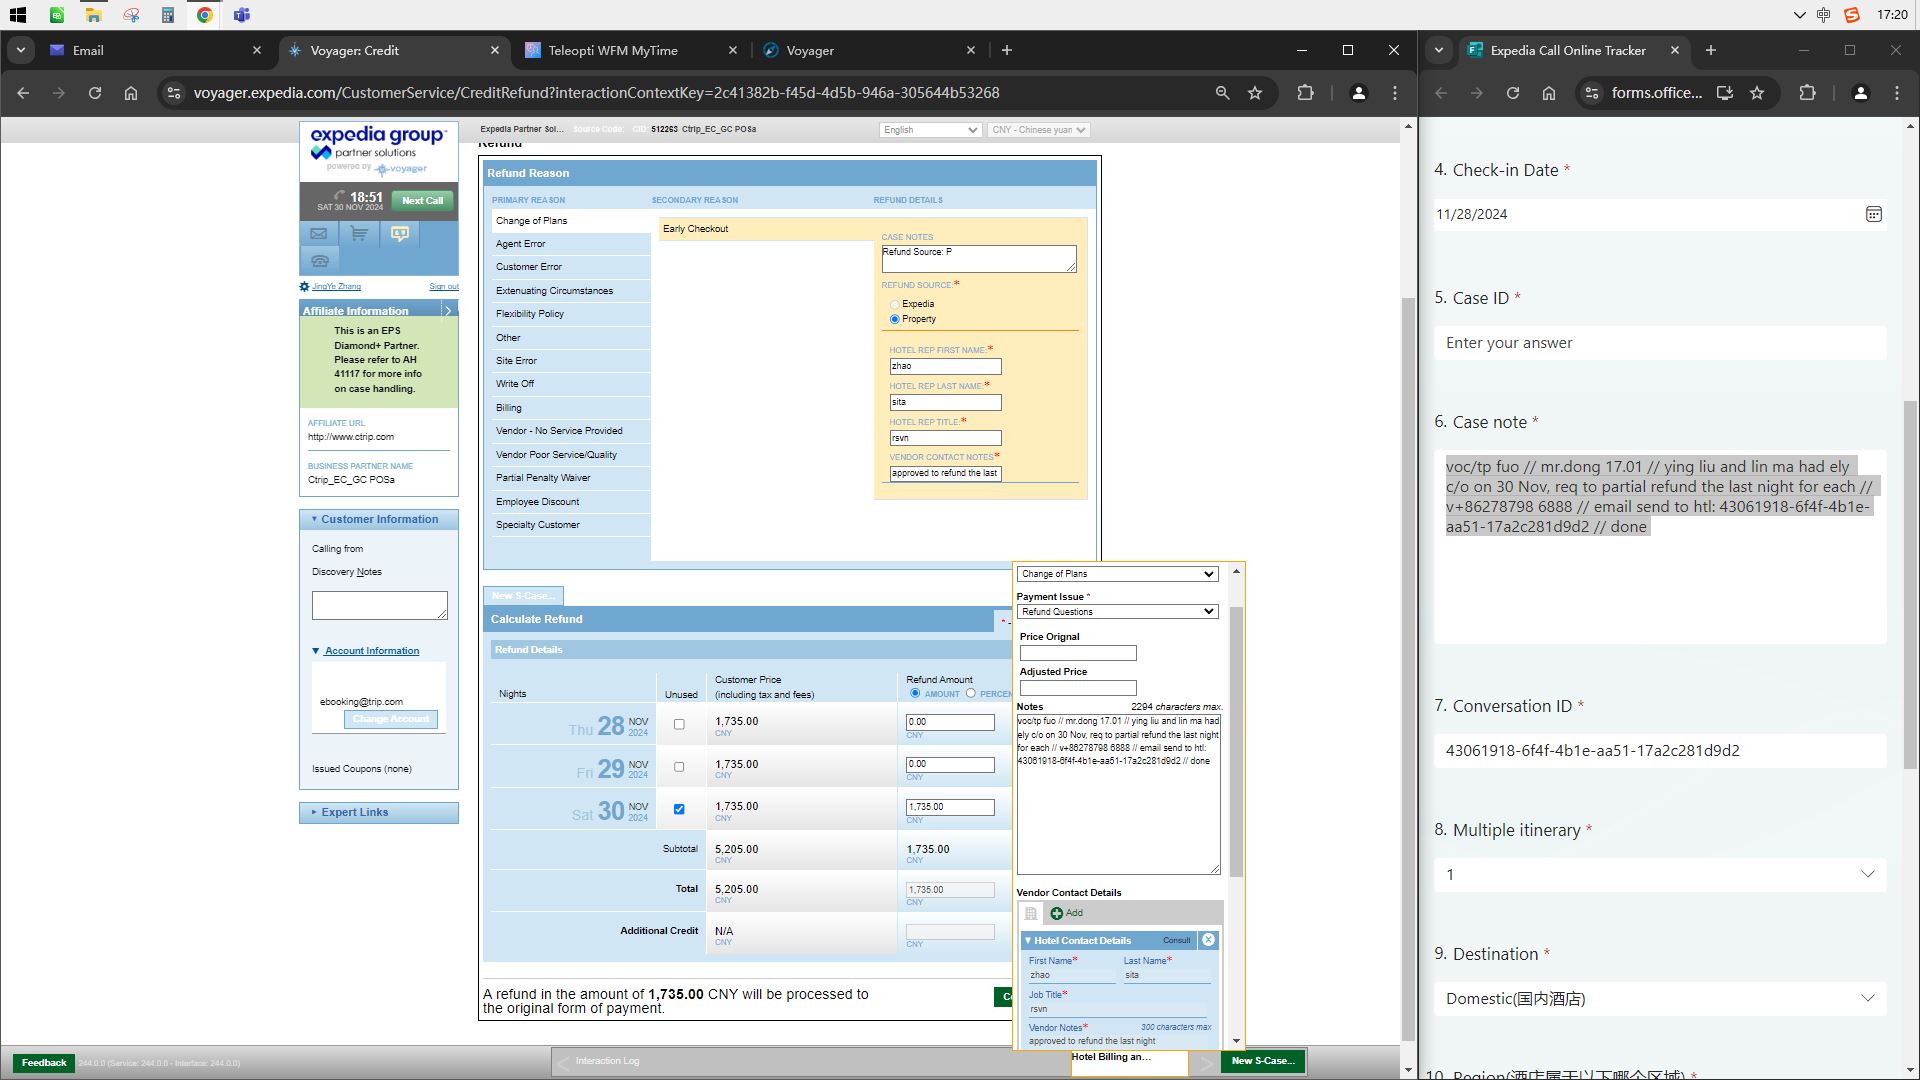 17:20
Email
Voyager: Credit
Teleopti WFM MyTime
Voyager
Expedia Call Online Tracker
voyager.expedia.com/CustomerService/CreditRefund?interactionContextKey=2c41382b-f45d-4d5b-946a-305644b53268
forms.office...
expedia group
partner solutions
powered by voyager
Expedia Partner Sol...
Source Code:
CID: 512263 Ctrip_EC_GC POSa
English
CNY - Chinese yuan
18:51
SAT 30 NOV 2024
Next Call
JingYe Zhang
Sign out
Affiliate Information
This is an EPS
Diamond+ Partner.
Please refer to AH
41117 for more info
on case handling.
AFFILIATE URL
http://www.ctrip.com
BUSINESS PARTNER NAME
Ctrip_EC_GC POSa
Customer Information
Calling from
Discovery Notes
Account Information
ebooking@trip.com
Change Account
Issued Coupons (none)
Expert Links
Refund
Refund Reason
PRIMARY REASON
SECONDARY REASON
REFUND DETAILS
Change of Plans
Agent Error
Customer Error
Extenuating Circumstances
Flexibility Policy
Other
Site Error
Write Off
Billing
Vendor - No Service Provided
Vendor Poor Service/Quality
Partial Penalty Waiver
Employee Discount
Specialty Customer
Early Checkout
CASE NOTES
Refund Source: P
REFUND SOURCE:*
Expedia
Property
HOTEL REP FIRST NAME:*
zhao
HOTEL REP LAST NAME:*
sita
HOTEL REP TITLE:*
rsvn
VENDOR CONTACT NOTES*
approved to refund the last
New S-Case...
Calculate Refund
Refund Details
Nights
Unused
Customer Price
(including tax and fees)
Refund Amount
AMOUNT
PERCEN
Thu 28 NOV 2024
1,735.00
CNY
0.00
CNY
Fri 29 NOV 2024
1,735.00
CNY
0.00
CNY
Sat 30 NOV 2024
1,735.00
CNY
1,735.00
CNY
Subtotal
5,205.00
CNY
1,735.00
CNY
Total
5,205.00
CNY
1,735.00
CNY
Additional Credit
N/A
CNY
CNY
A refund in the amount of 1,735.00 CNY will be processed to
the original form of payment.
Change of Plans
Payment Issue *
Refund Questions
Price Orignal
Adjusted Price
Notes
2294 characters max.
voc/tp fuo // mr.dong 17.01 // ying liu and lin ma had
ely c/o on 30 Nov, req to partial refund the last night
for each // v+86278798 6888 // email send to htl:
43061918-6f4f-4b1e-aa51-17a2c281d9d2 // done
Vendor Contact Details
Add
Hotel Contact Details
Consult
First Name*
Last Name*
zhao
sita
Job Title*
rsvn
Vendor Notes*
300 characters max
approved to refund the last night
Feedback
244.0.0 (Service: 244.0.0 - Interface: 244.0.0)
Interaction Log
Hotel Billing an...
New S-Case...
4. Check-in Date *
11/28/2024
5. Case ID *
Enter your answer
6. Case note *
voc/tp fuo // mr.dong 17.01 // ying liu and lin ma had ely
c/o on 30 Nov, req to partial refund the last night for each //
v+86278798 6888 // email send to htl: 43061918-6f4f-4b1e-
aa51-17a2c281d9d2 // done
7. Conversation ID *
43061918-6f4f-4b1e-aa51-17a2c281d9d2
8. Multiple itinerary *
1
9. Destination *
Domestic(国内酒店)
10. Region(酒店属于以下哪个区域) *